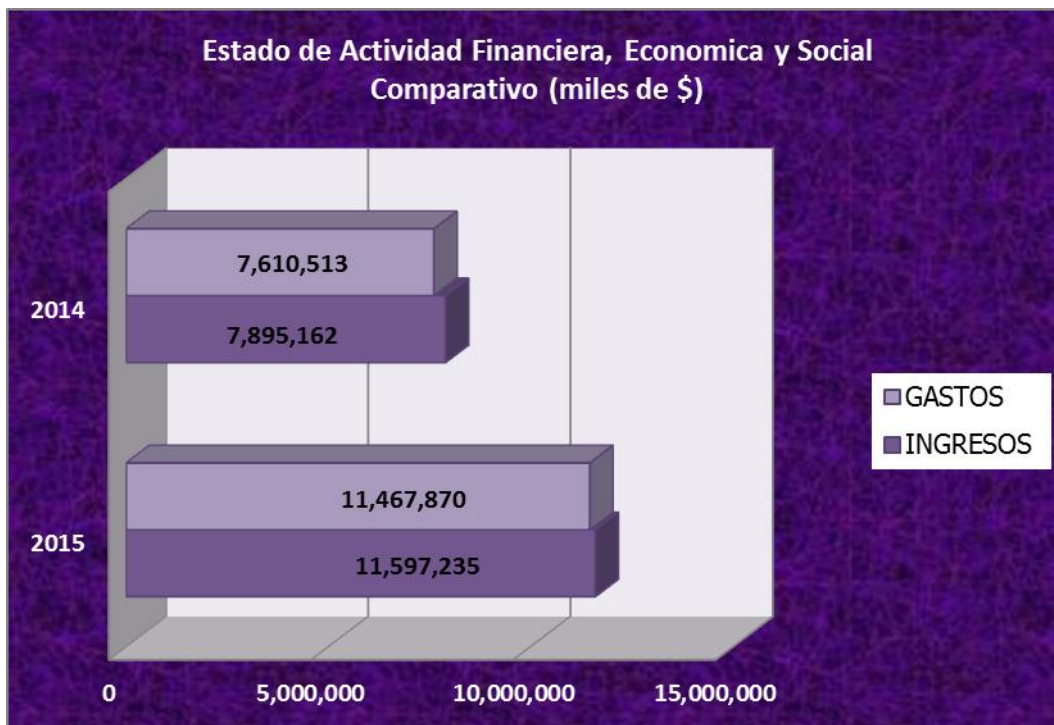 Estado de Actividad Financiera, Economica y Social
Comparativo (miles de $)
7,610,513
2014
7,895,162
GASTOS
INGRESOS
11,467,870
2015
11,597,235
0
5,000,000
10,000,000
15,000,000